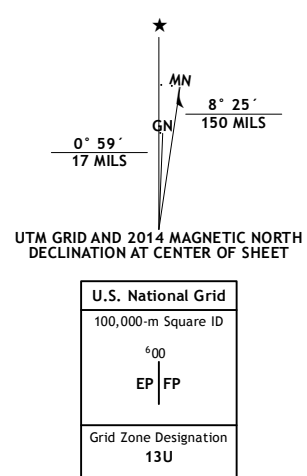 ★
MN
GN
8° 25´
150 MILS
0° 59´
17 MILS
UTM GRID AND 2014 MAGNETIC NORTH
DECLINATION AT CENTER OF SHEET
U.S. National Grid
100,000-m Square ID
⁶00
EP FP
Grid Zone Designation
13U